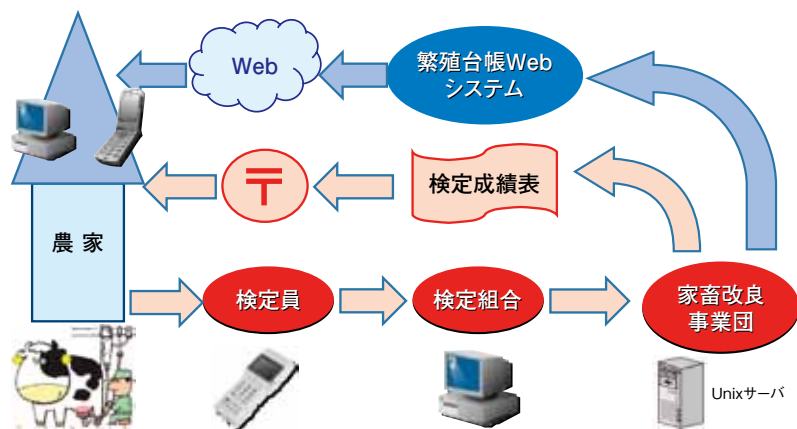 Web
繁殖台帳Web
システム
〒
検定成績表
農家
検定員
検定組合
家畜改良
事業団
Unixサーバ